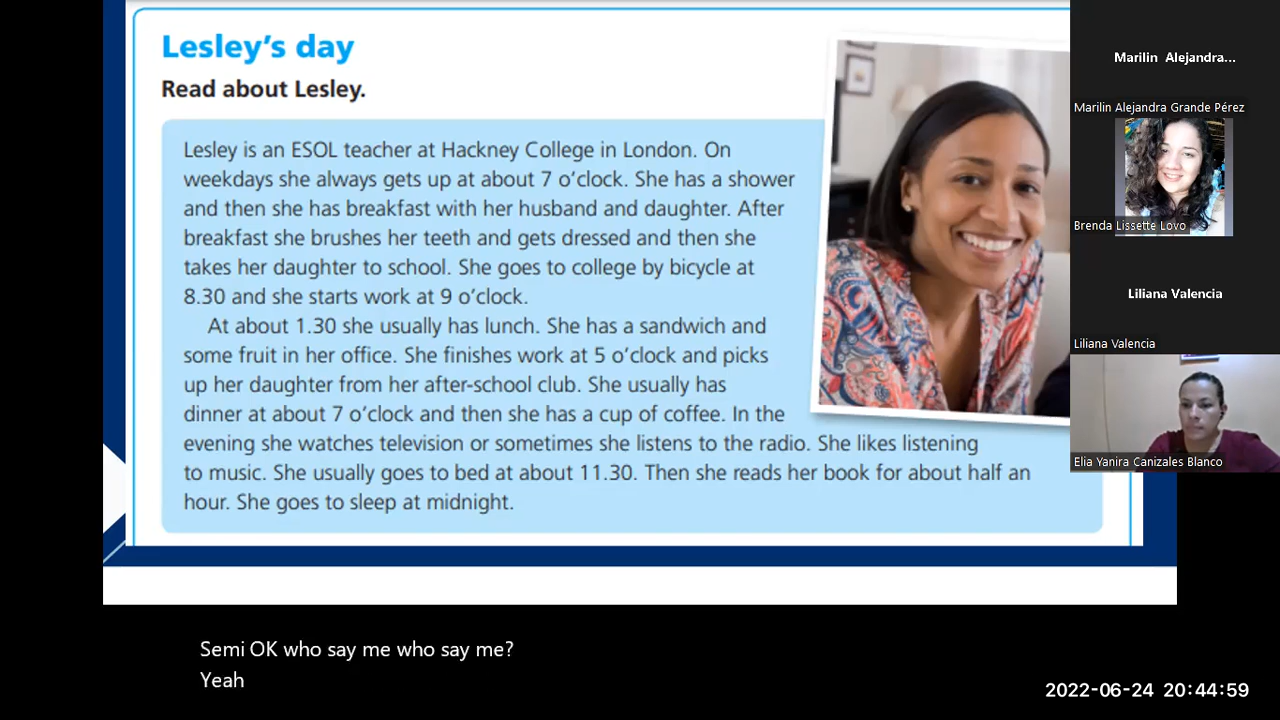 Lesley's day
Read about Lesley.
Lesley is an ESOL teacher at Hackney College in London. On
weekdays she always gets up at about 7 o'clock. She has a shower
and then she has breakfast with her husband and daughter. After
breakfast she brushes her teeth and gets dressed and then she
takes her daughter to school. She goes to college by bicycle at
8.30 and she starts work at 9 o'clock.
At about 1.30 she usually has lunch. She has a sandwich and
some fruit in her office. She finishes work at 5 o'clock and picks
up her daughter from her after-school club. She usually has
dinner at about 7 o'clock and then she has a cup of coffee. In the
evening she watches television or sometimes she listens to the radio. She likes listening
to music. She usually goes to bed at about 11.30. Then she reads her book for about half an
hour. She goes to sleep at midnight.
Marilin Alejandra...
Marilin Alejandra Grande Pérez
Brenda Lissette Lovo
Liliana Valencia
Liliana Valencia
Elia Yanira Canizales Blanco
Semi OK who say me who say me?
Yeah
2022-06-24 20:44:59